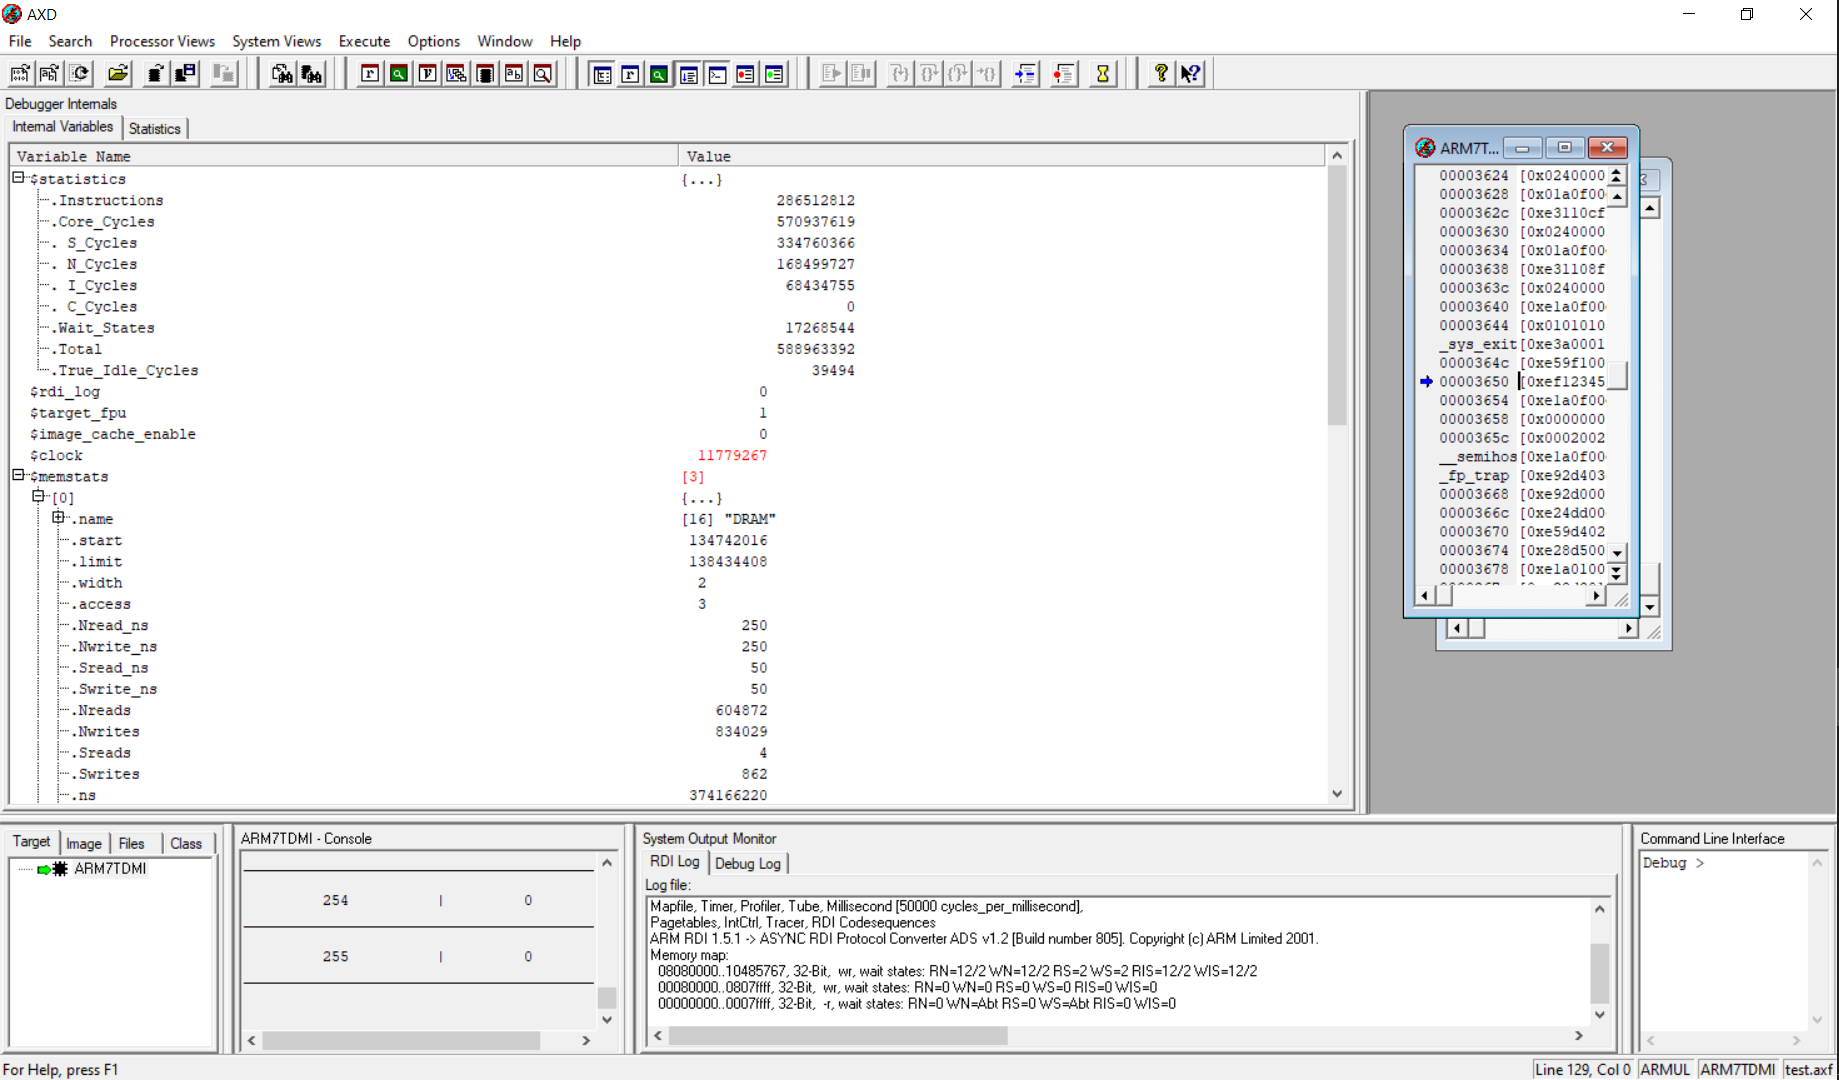 AXD
File Search Processor Views System Views Execute Options Window Help
Debugger Internals
Internal Variables Statistics
Variable Name Value
$statistics {...}
.Instructions 286512812
.Core_Cycles 570937619
. S_Cycles 334760366
. N_Cycles 168499727
. I_Cycles 68434755
. C_Cycles 0
.Wait_States 17268544
.Total 588963392
.True_Idle_Cycles 39494
$rdi_log 0
$target_fpu 1
$image_cache_enable 0
$clock 11779267
$memstats [3]
[0] {...}
.name [16] "DRAM"
.start 134742016
.limit 138434408
.width 2
.access 3
.Nread_ns 250
.Nwrite_ns 250
.Sread_ns 50
.Swrite_ns 50
.Nreads 604872
.Nwrites 834029
.Sreads 4
.Swrites 862
.ns 374166220
ARM7T...
00003624 [0x0240000
00003628 [0x01a0f00
0000362c [0xe3110cf
00003630 [0x0240000
00003634 [0x01a0f00
00003638 [0xe31108f
0000363c [0x0240000
00003640 [0xe1a0f00
00003644 [0x0101010
_sys_exit [0xe3a0001
0000364c [0xe59f100
00003650 [0xef12345
00003654 [0xe1a0f00
00003658 [0x0000000
0000365c [0x0002002
__semihos [0xe1a0f00
_fp_trap [0xe92d403
00003668 [0xe92d000
0000366c [0xe24dd00
00003670 [0xe59d402
00003674 [0xe28d500
00003678 [0xe1a0100
Target Image Files Class
ARM7TDMI
ARM7TDMI - Console
254 | 0
255 | 0
System Output Monitor
RDI Log Debug Log
Log file:
Mapfile, Timer, Profiler, Tube, Millisecond [50000 cycles_per_millisecond],
Pagetables, IntCtrl, Tracer, RDI Codesequences
ARM RDI 1.5.1 -> ASYNC RDI Protocol Converter ADS v1.2 [Build number 805]. Copyright (c) ARM Limited 2001.
Memory map:
08080000..10485767, 32-Bit, wr, wait states: RN=12/2 WN=12/2 RS=2 WS=2 RIS=12/2 WIS=12/2
00080000..0807ffff, 32-Bit, wr, wait states: RN=0 WN=0 RS=0 WS=0 RIS=0 WIS=0
00000000..0007ffff, 32-Bit, -r, wait states: RN=0 WN=Abt RS=0 WS=Abt RIS=0 WIS=0
Command Line Interface
Debug >
For Help, press F1
Line 129, Col 0 ARMUL ARM7TDMI test.axf